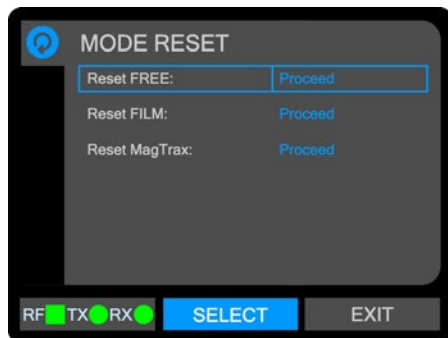 MODE RESET
Reset FREE: Proceed
Reset FILM: Proceed
Reset MagTrax: Proceed
RF TX RX SELECT EXIT